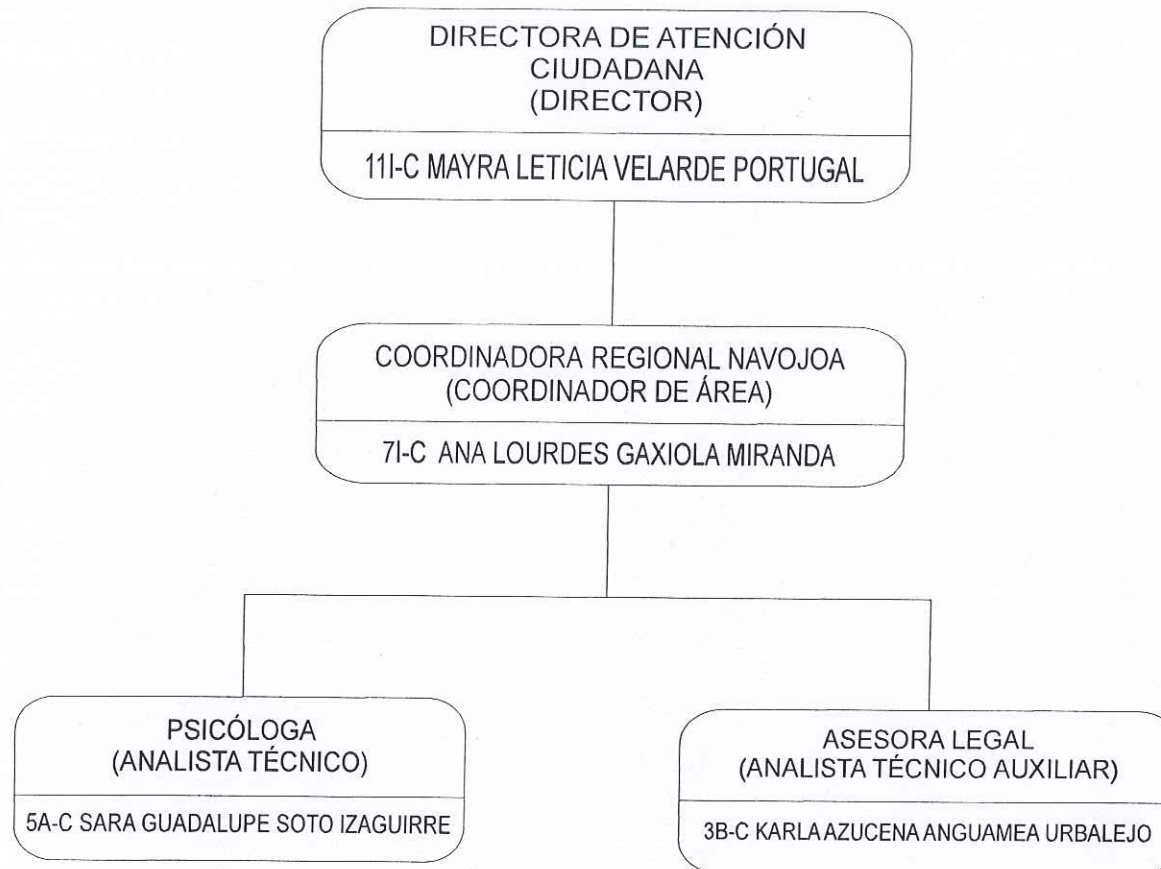 DIRECTORA DE ATENCIÓN
CIUDADANA
(DIRECTOR)
11I-C MAYRA LETICIA VELARDE PORTUGAL
COORDINADORA REGIONAL NAVOJOA
(COORDINADOR DE ÁREA)
7I-C ANA LOURDES GAXIOLA MIRANDA
PSICÓLOGA
(ANALISTA TÉCNICO)
5A-C SARA GUADALUPE SOTO IZAGUIRRE
ASESORA LEGAL
(ANALISTA TÉCNICO AUXILIAR)
3B-C KARLA AZUCENA ANGUAMEA URBALEJO